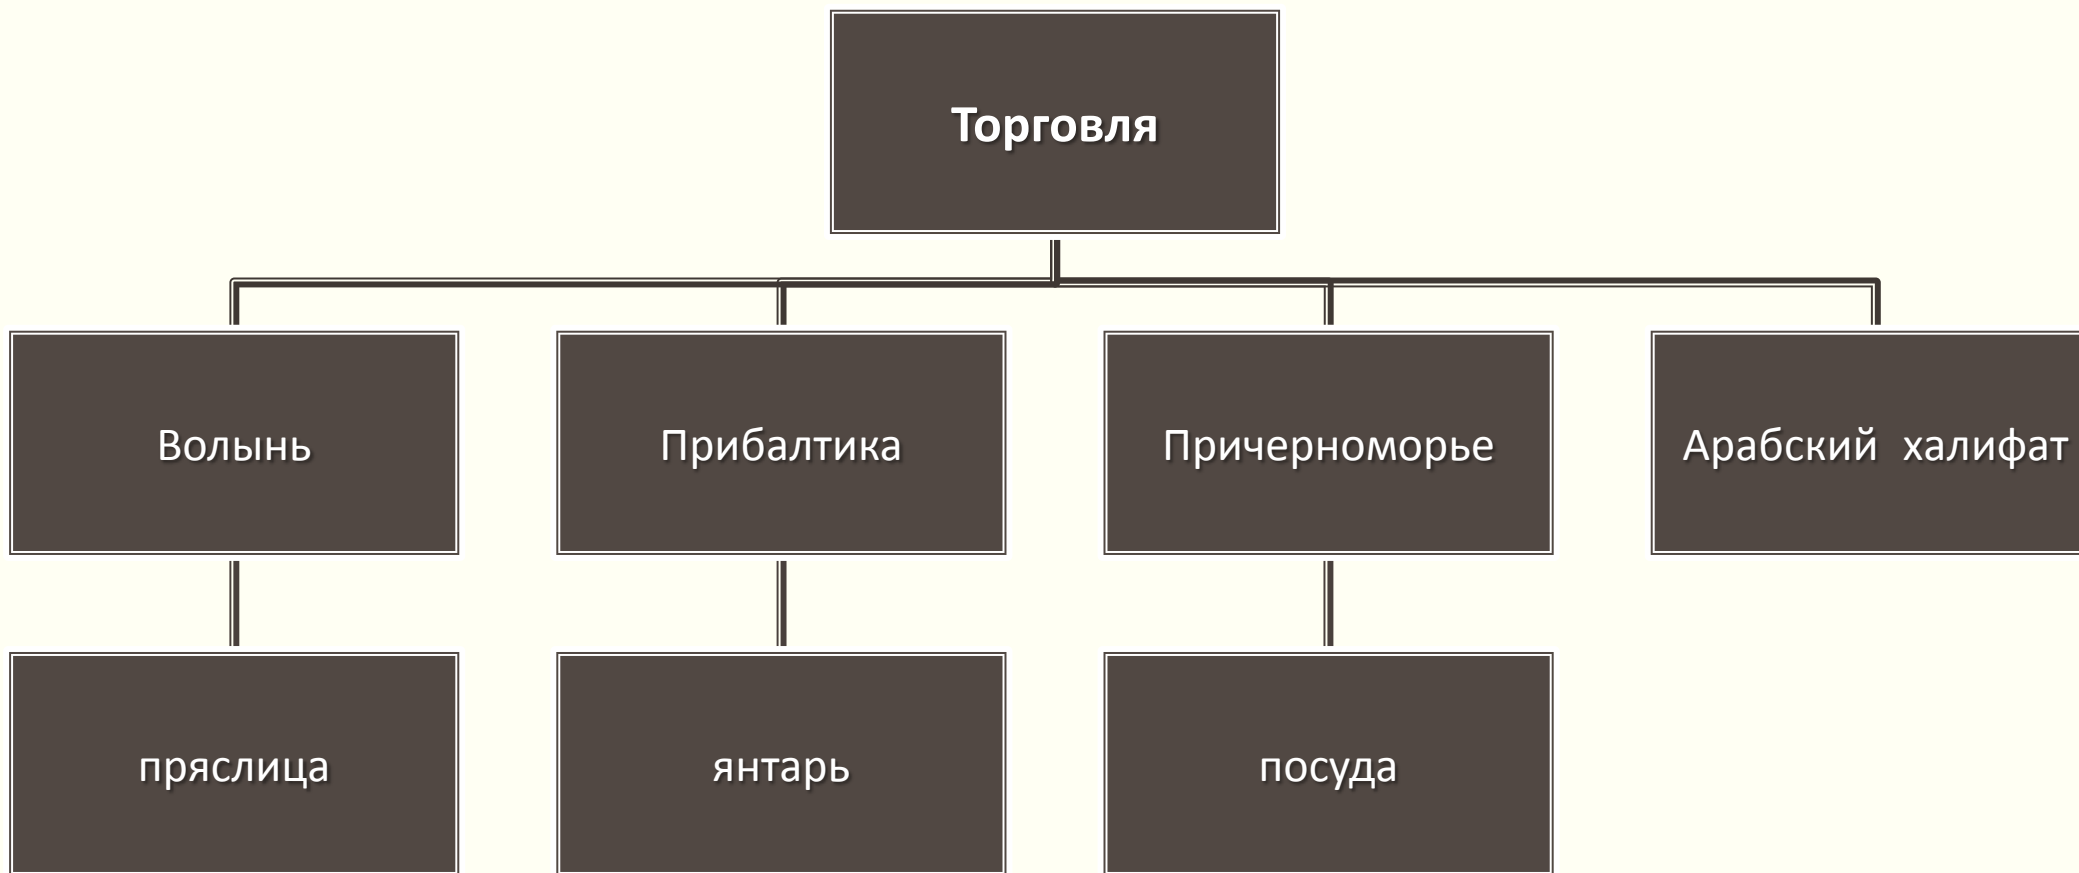 Торговля
Волынь
Прибалтика
Причерноморье
Арабский халифат
пряслица
янтарь
посуда